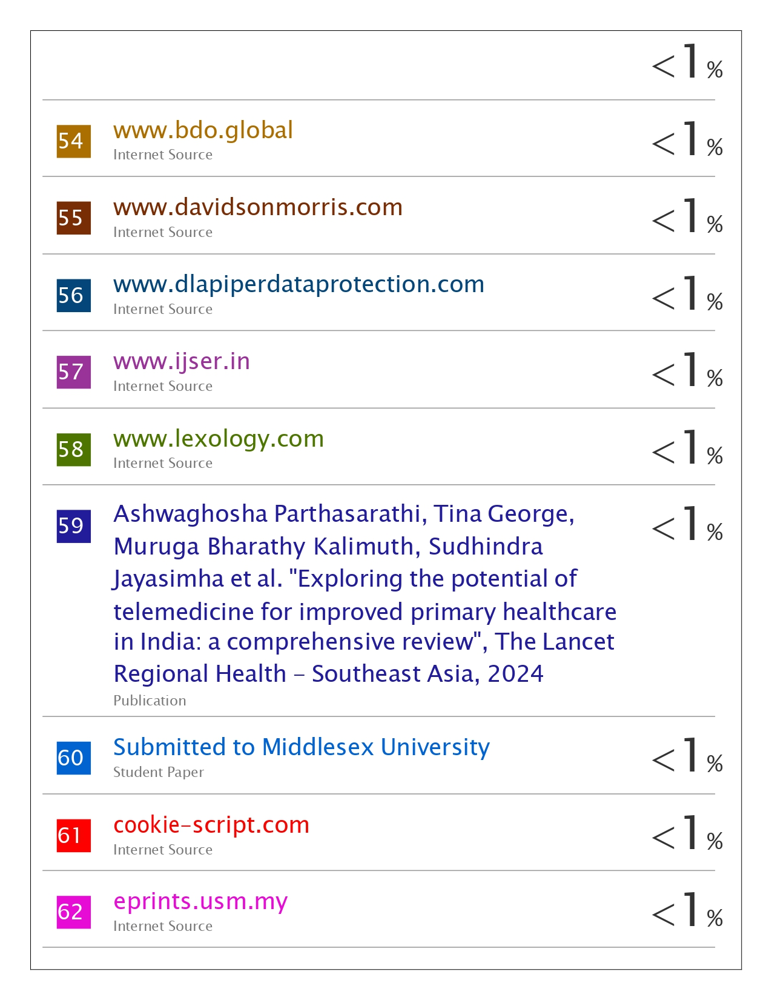 <1%
54 www.bdo.global <1%
Internet Source
55 www.davidsonmorris.com <1%
Internet Source
56 www.dlapiperdataprotection.com <1%
Internet Source
57 www.ijser.in <1%
Internet Source
58 www.lexology.com <1%
Internet Source
59 Ashwaghosha Parthasarathi, Tina George, <1%
Muruga Bharathy Kalimuth, Sudhindra
Jayasimha et al. "Exploring the potential of
telemedicine for improved primary healthcare
in India: a comprehensive review", The Lancet
Regional Health - Southeast Asia, 2024
Publication
60 Submitted to Middlesex University <1%
Student Paper
61 cookie-script.com <1%
Internet Source
62 eprints.usm.my <1%
Internet Source